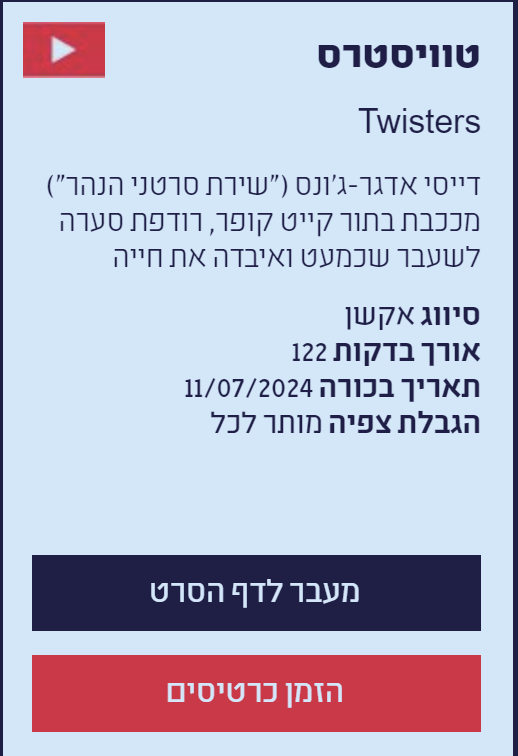 טוויסטרס
Twisters
דייסי אדגר-ג'ונס ("שירת סרטני הנהר")
מככבת בתור קייט קופר, רודפת סערה
לשעבר שכמעט ואיבדה את חייה
סיווג אקשן
אורך בדקות 122
תאריך בכורה 11/07/2024
הגבלת צפיה מותר לכל
מעבר לדף הסרט
הזמן כרטיסים